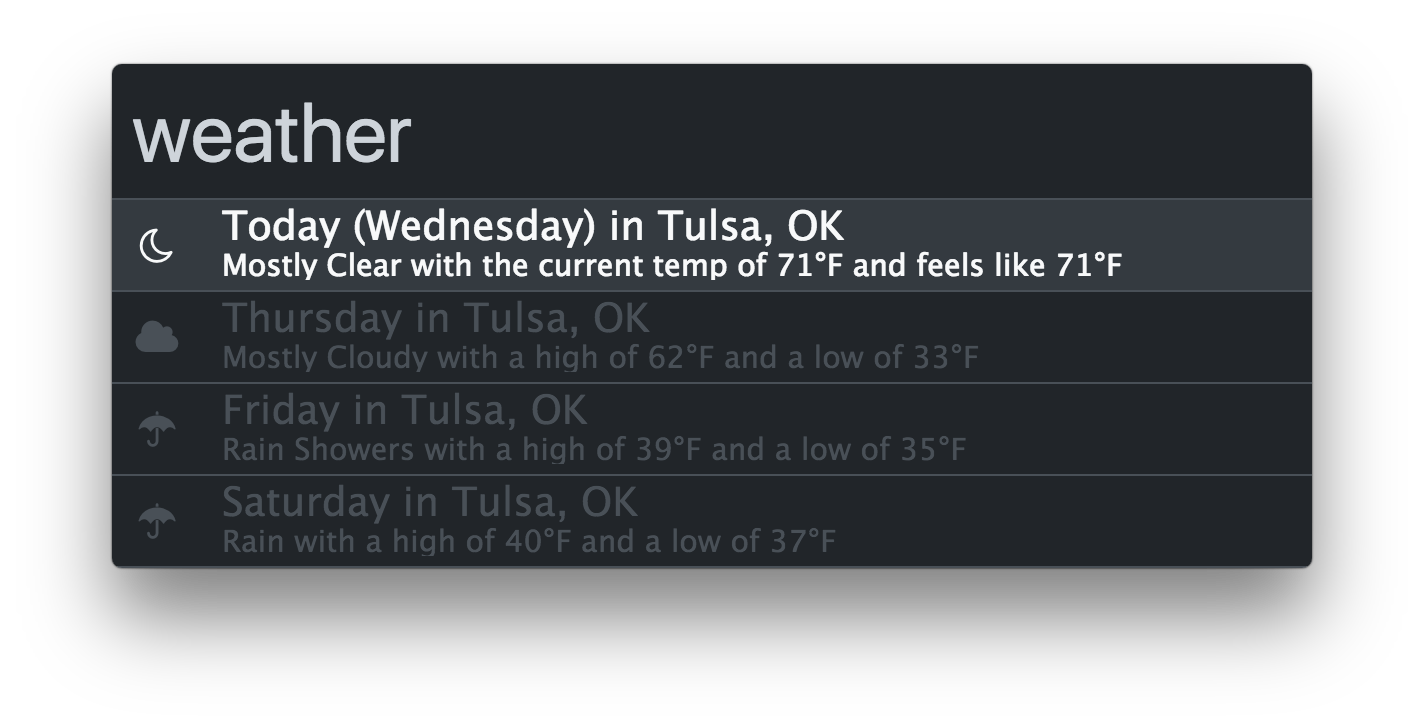 weather
Today (Wednesday) in Tulsa, OK
Mostly Clear with the current temp of 71°F and feels like 71°F
Thursday in Tulsa, OK
Mostly Cloudy with a high of 62°F and a low of 33°F
Friday in Tulsa, OK
Rain Showers with a high of 39°F and a low of 35°F
Saturday in Tulsa, OK
Rain with a high of 40°F and a low of 37°F